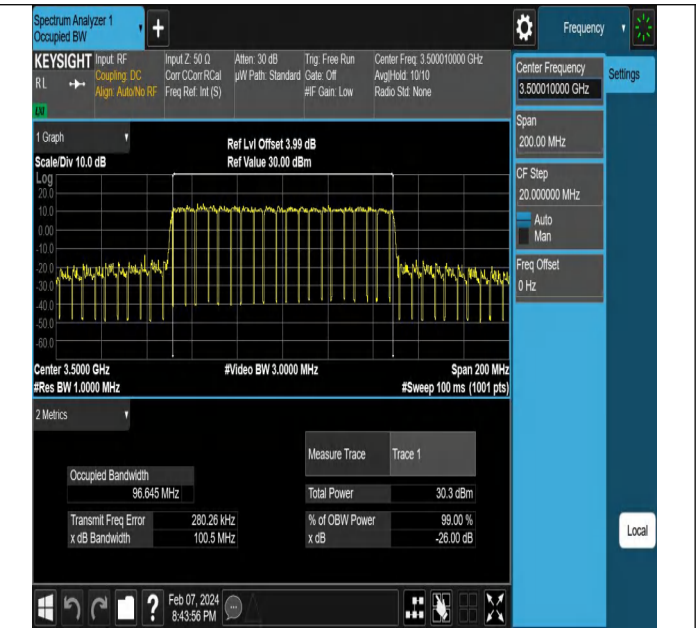 Spectrum Analyzer 1
Occupied BW
Frequency
KEYSIGHT
RL
LXI
Input: RF
Coupling: DC
Align: Auto/No RF
Input Z: 50 Ω
Corr CCorr RCal
Freq Ref: Int (S)
Atten: 30 dB
µW Path: Standard
Trig: Free Run
Gate: Off
#IF Gain: Low
Center Freq: 3.500010000 GHz
Avg|Hold: 10/10
Radio Std: None
Center Frequency
3.500010000 GHz
Settings
Span
200.00 MHz
CF Step
20.000000 MHz
Auto
Man
Freq Offset
0 Hz
1 Graph
Scale/Div 10.0 dB
Ref Lvl Offset 3.99 dB
Ref Value 30.00 dBm
Log
20.0
10.0
0.00
-10.0
-20.0
-30.0
-40.0
-50.0
-60.0
Center 3.5000 GHz
#Res BW 1.0000 MHz
#Video BW 3.0000 MHz
Span 200 MHz
#Sweep 100 ms (1001 pts)
2 Metrics
Measure Trace Trace 1
Occupied Bandwidth
96.645 MHz
Total Power 30.3 dBm
Transmit Freq Error 280.26 kHz
% of OBW Power 99.00 %
x dB Bandwidth 100.5 MHz
x dB -26.00 dB
Local
Feb 07, 2024
8:43:56 PM